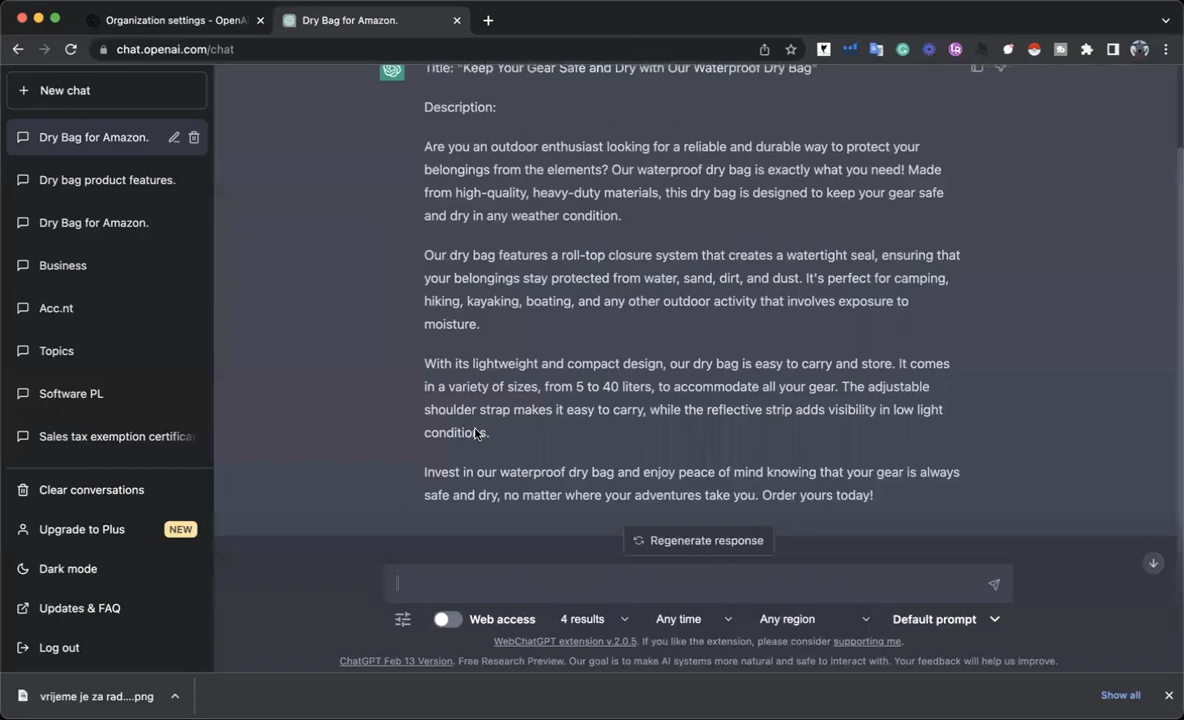 Organization settings - OpenAI
Dry Bag for Amazon.
chat.openai.com/chat
New chat
Dry Bag for Amazon.
Dry bag product features.
Dry Bag for Amazon.
Business
Acc.nt
Topics
Software PL
Sales tax exemption certifica
Clear conversations
Upgrade to Plus NEW
Dark mode
Updates & FAQ
Log out
Title: "Keep Your Gear Safe and Dry with Our Waterproof Dry Bag"
Description:
Are you an outdoor enthusiast looking for a reliable and durable way to protect your
belongings from the elements? Our waterproof dry bag is exactly what you need! Made
from high-quality, heavy-duty materials, this dry bag is designed to keep your gear safe
and dry in any weather condition.
Our dry bag features a roll-top closure system that creates a watertight seal, ensuring that
your belongings stay protected from water, sand, dirt, and dust. It's perfect for camping,
hiking, kayaking, boating, and any other outdoor activity that involves exposure to
moisture.
With its lightweight and compact design, our dry bag is easy to carry and store. It comes
in a variety of sizes, from 5 to 40 liters, to accommodate all your gear. The adjustable
shoulder strap makes it easy to carry, while the reflective strip adds visibility in low light
conditions.
Invest in our waterproof dry bag and enjoy peace of mind knowing that your gear is always
safe and dry, no matter where your adventures take you. Order yours today!
Regenerate response
Web access 4 results Any time Any region Default prompt
WebChatGPT extension v.2.0.5. If you like the extension, please consider supporting me.
ChatGPT Feb 13 Version. Free Research Preview. Our goal is to make AI systems more natural and safe to interact with. Your feedback will help us improve.
vrijeme je za rad....png
Show all